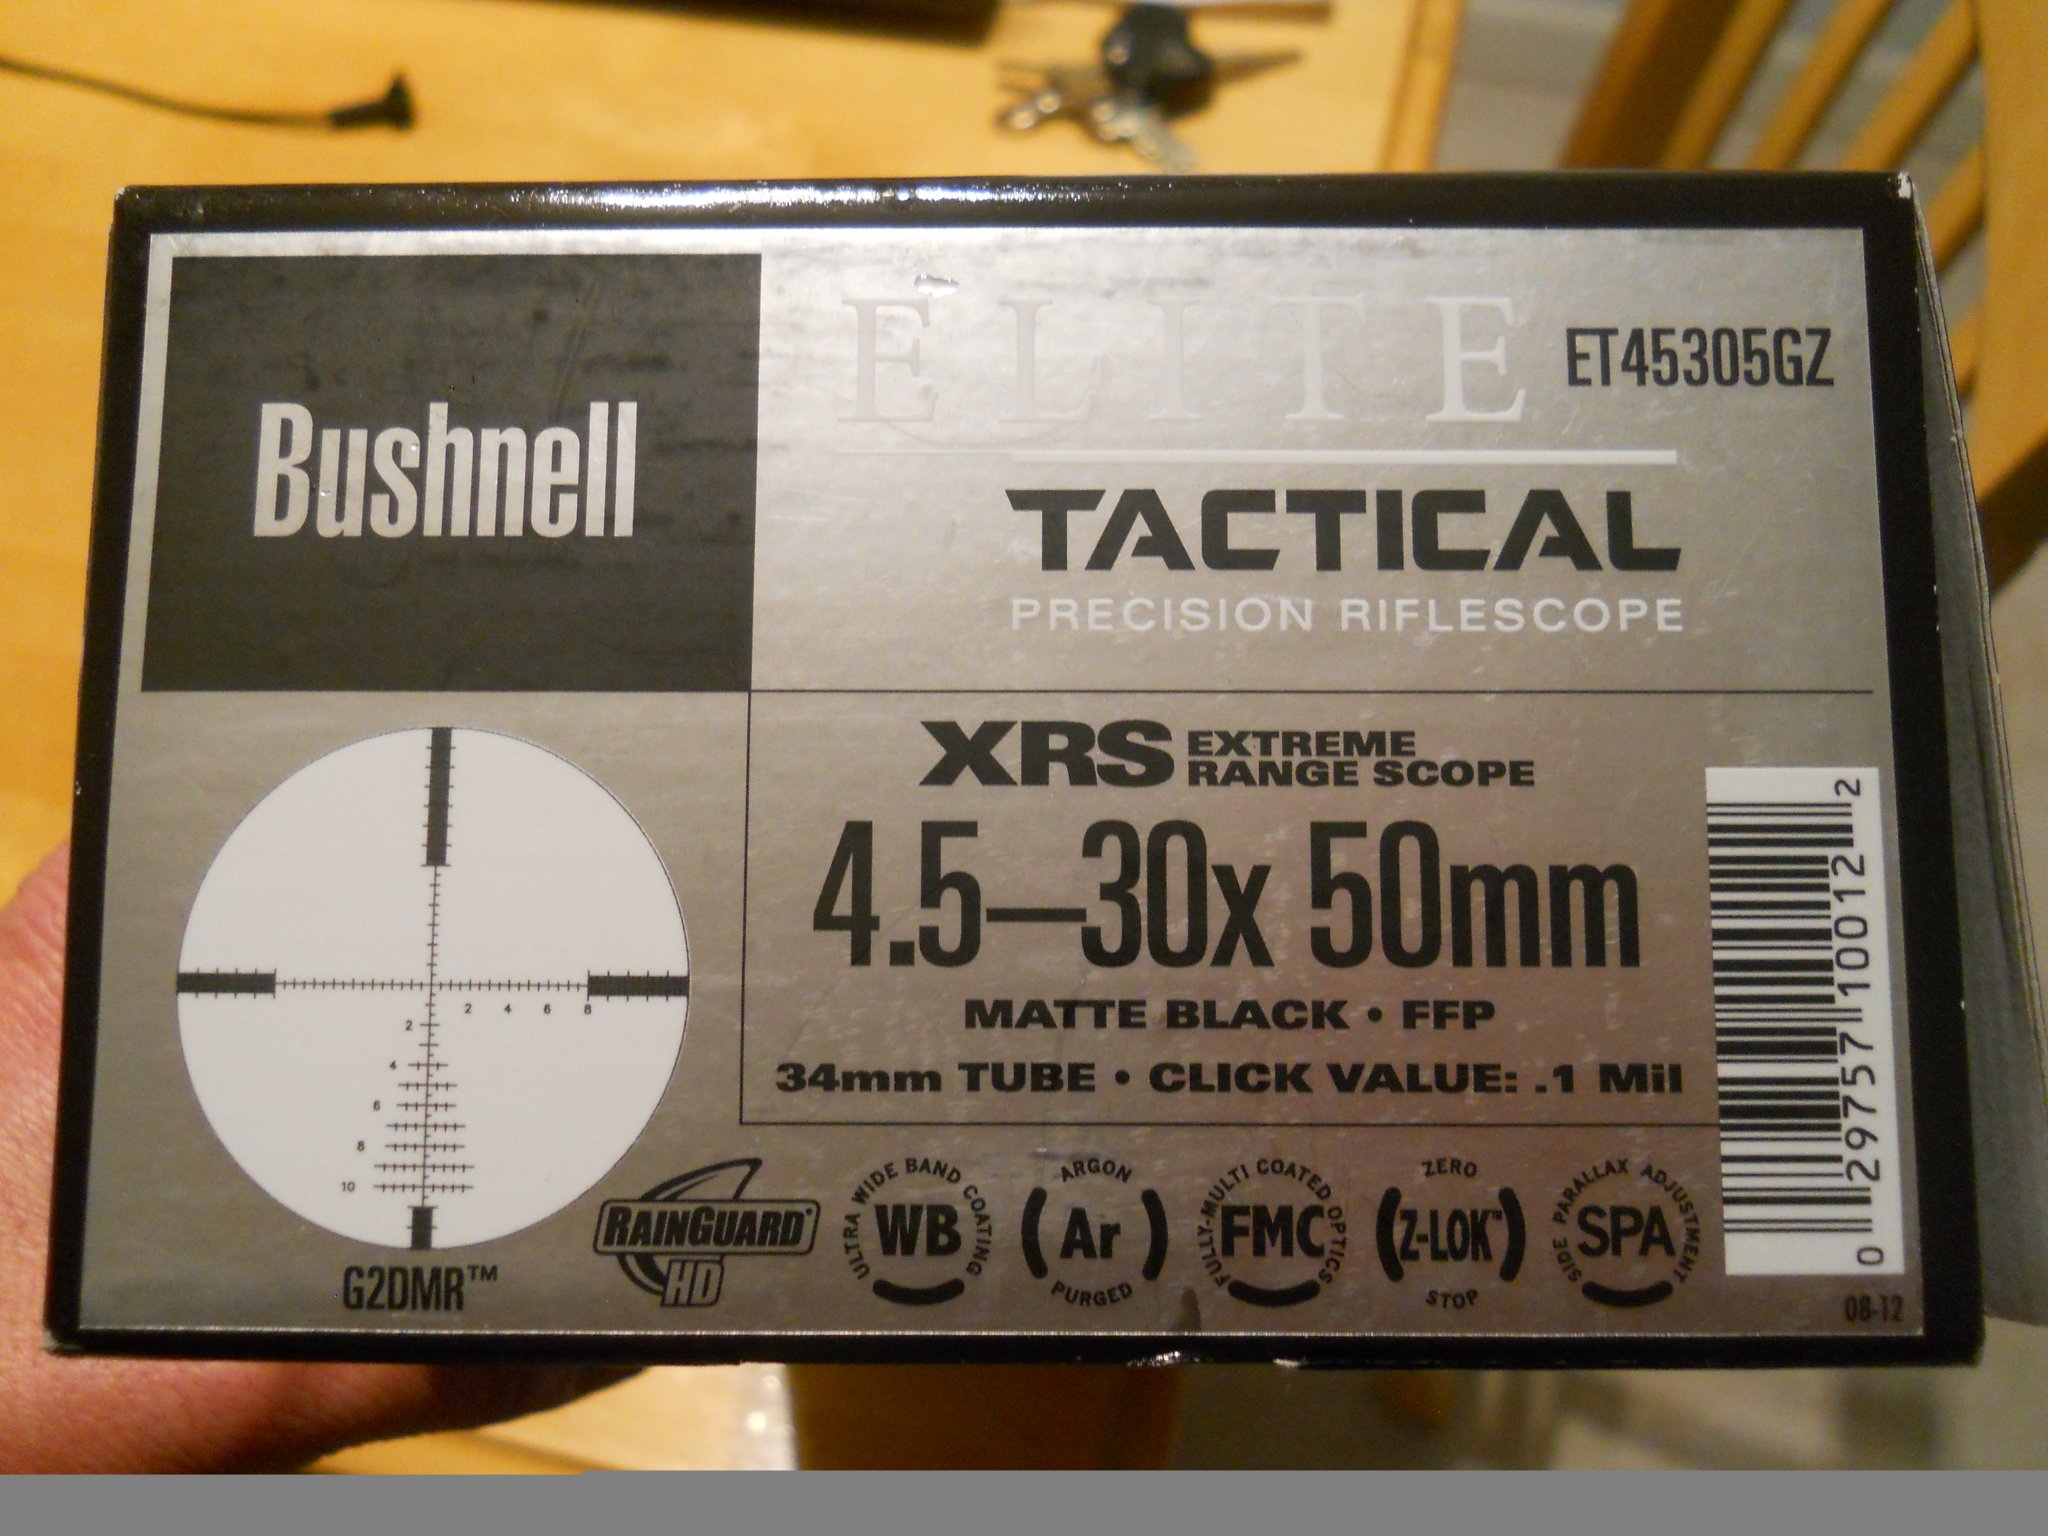 Bushnell
ELITE
ET45305GZ
TACTICAL
PRECISION RIFLESCOPE
XRS EXTREME
RANGE SCOPE
4.5—30x 50mm
MATTE BLACK • FFP
34mm TUBE • CLICK VALUE: .1 Mil
2 4 6 8
2
4
6
8
10
G2DMR™
RAINGUARD®
HD
ULTRA WIDE BAND COATING
WB
ARGON
Ar
PURGED
FULLY-MULTI COATED OPTICS
FMC
ZERO
Z-LOK™
STOP
SIDE PARALLAX ADJUSTMENT
SPA
0 29757 10012 2
08-12